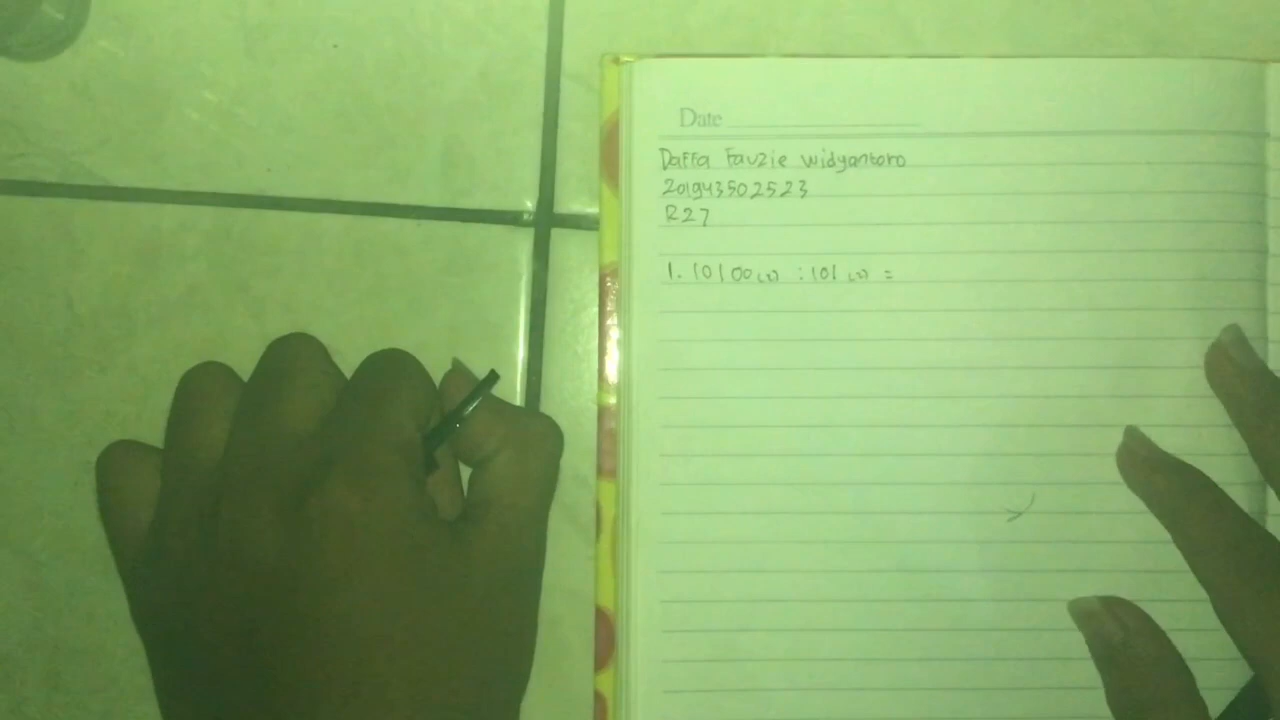 Date
Daffa Fauzie Widyantoro
201943502523
R27
1. 10100(2) : 101(2) =